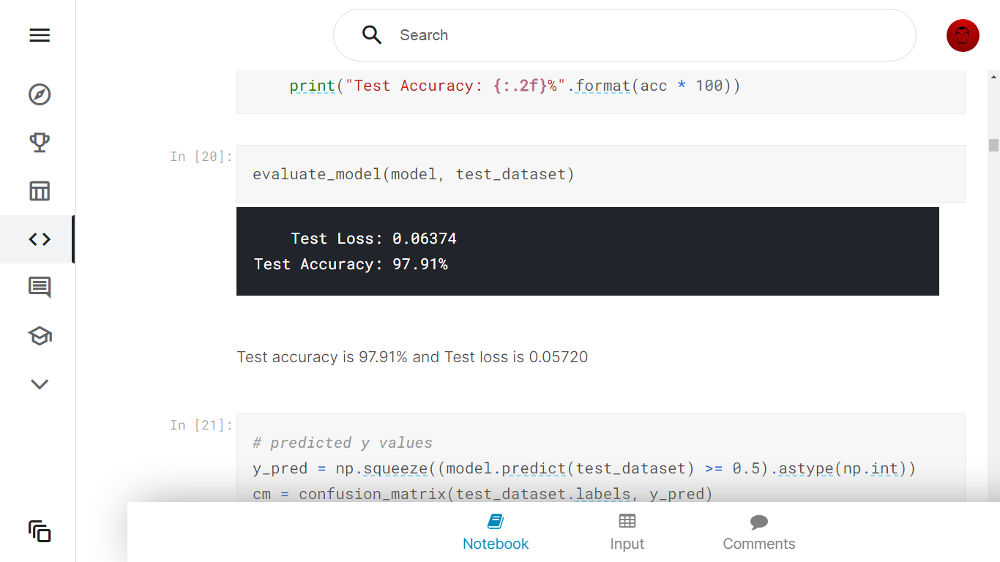 Search
print("Test Accuracy: {:.2f}%".format(acc * 100))
In [20]:
evaluate_model(model, test_dataset)
Test Loss: 0.06374
Test Accuracy: 97.91%
Test accuracy is 97.91% and Test loss is 0.05720
In [21]:
# predicted y values
y_pred = np.squeeze((model.predict(test_dataset) >= 0.5).astype(np.int))
cm = confusion_matrix(test_dataset.labels, y_pred)
Notebook
Input
Comments